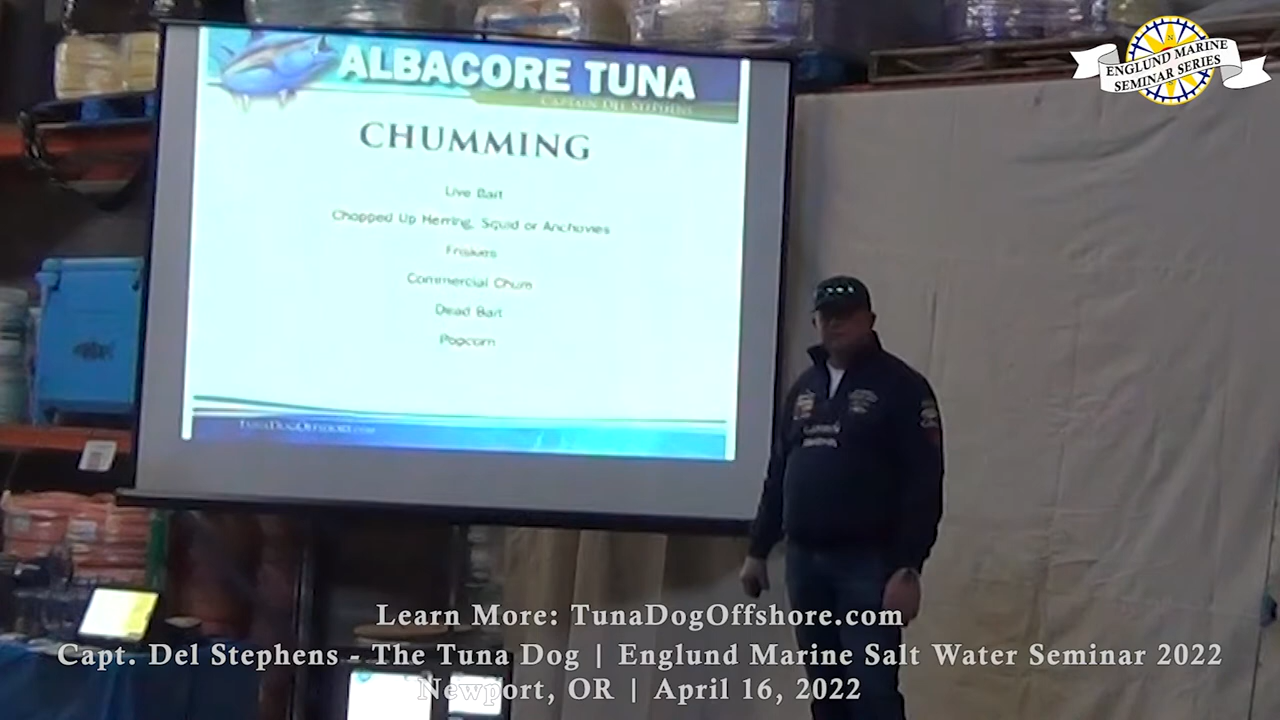 ENGLUND MARINE
SEMINAR SERIES
ALBACORE TUNA
CAPTAIN DEL STEPHENS
CHUMMING
Live Bait
Chopped Up Herring, Squid or Anchovies
Friskies
Commercial Chum
Dead Bait
Popcorn
TUNADOGOFFSHORE.COM
Learn More: TunaDogOffshore.com
Capt. Del Stephens - The Tuna Dog | Englund Marine Salt Water Seminar 2022
Newport, OR | April 16, 2022